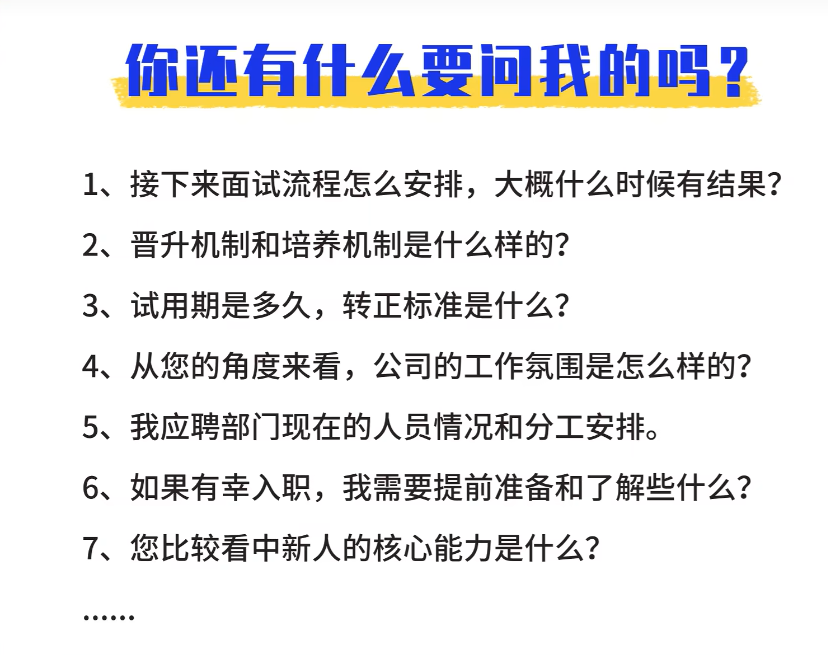 你还有什么要问我的吗？
1、接下来面试流程怎么安排，大概什么时候有结果？
2、晋升机制和培养机制是什么样的？
3、试用期是多久，转正标准是什么？
4、从您的角度来看，公司的工作氛围是怎么样的？
5、我应聘部门现在的人员情况和分工安排。
6、如果有幸入职，我需要提前准备和了解些什么？
7、您比较看中新人的核心能力是什么？
······